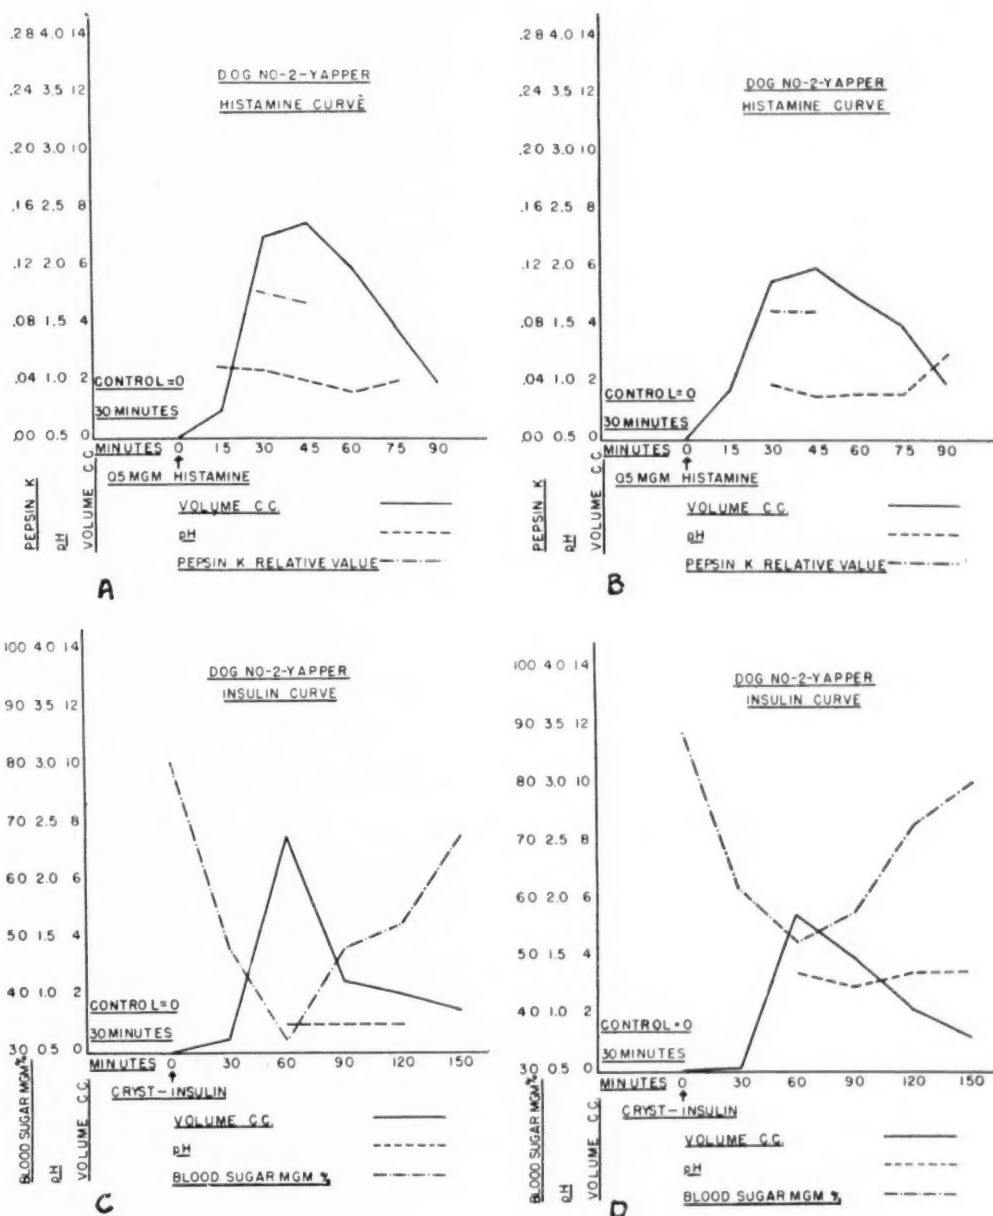 .28 4.0 14
DOG NO-2-YAPPER
.24 3.5 12
HISTAMINE CURVE
.20 3.0 10
.16 2.5 8
.12 2.0 6
.08 1.5 4
.04 1.0 2
CONTROL=0
30 MINUTES
.00 0.5 0
MINUTES 0 15 30 45 60 75 90
0.5 MGM HISTAMINE
PEPSIN K
pH
VOLUME C.C.
VOLUME C.C.
pH
PEPSIN K RELATIVE VALUE
A
.28 4.0 14
DOG NO-2-YAPPER
.24 3.5 12
HISTAMINE CURVE
.20 3.0 10
.16 2.5 8
.12 2.0 6
.08 1.5 4
.04 1.0 2
CONTROL=0
30 MINUTES
.00 0.5 0
MINUTES 0 15 30 45 60 75 90
0.5 MGM HISTAMINE
PEPSIN K
pH
VOLUME C.C.
VOLUME C.C.
pH
PEPSIN K RELATIVE VALUE
B
100 4.0 14
DOG NO-2-YAPPER
INSULIN CURVE
90 3.5 12
80 3.0 10
70 2.5 8
60 2.0 6
50 1.5 4
40 1.0 2
CONTROL=0
30 MINUTES
30 0.5 0
MINUTES 0 30 60 90 120 150
CRYST-INSULIN
BLOOD SUGAR MGM%
pH
VOLUME C.C.
VOLUME C.C.
pH
BLOOD SUGAR MGM %
C
100 4.0 14
DOG NO-2-YAPPER
INSULIN CURVE
90 3.5 12
80 3.0 10
70 2.5 8
60 2.0 6
50 1.5 4
40 1.0 2
CONTROL=0
30 MINUTES
30 0.5 0
MINUTES 0 30 60 90 120 150
CRYST-INSULIN
BLOOD SUGAR MGM%
pH
VOLUME C.C.
VOLUME C.C.
pH
BLOOD SUGAR MGM %
D